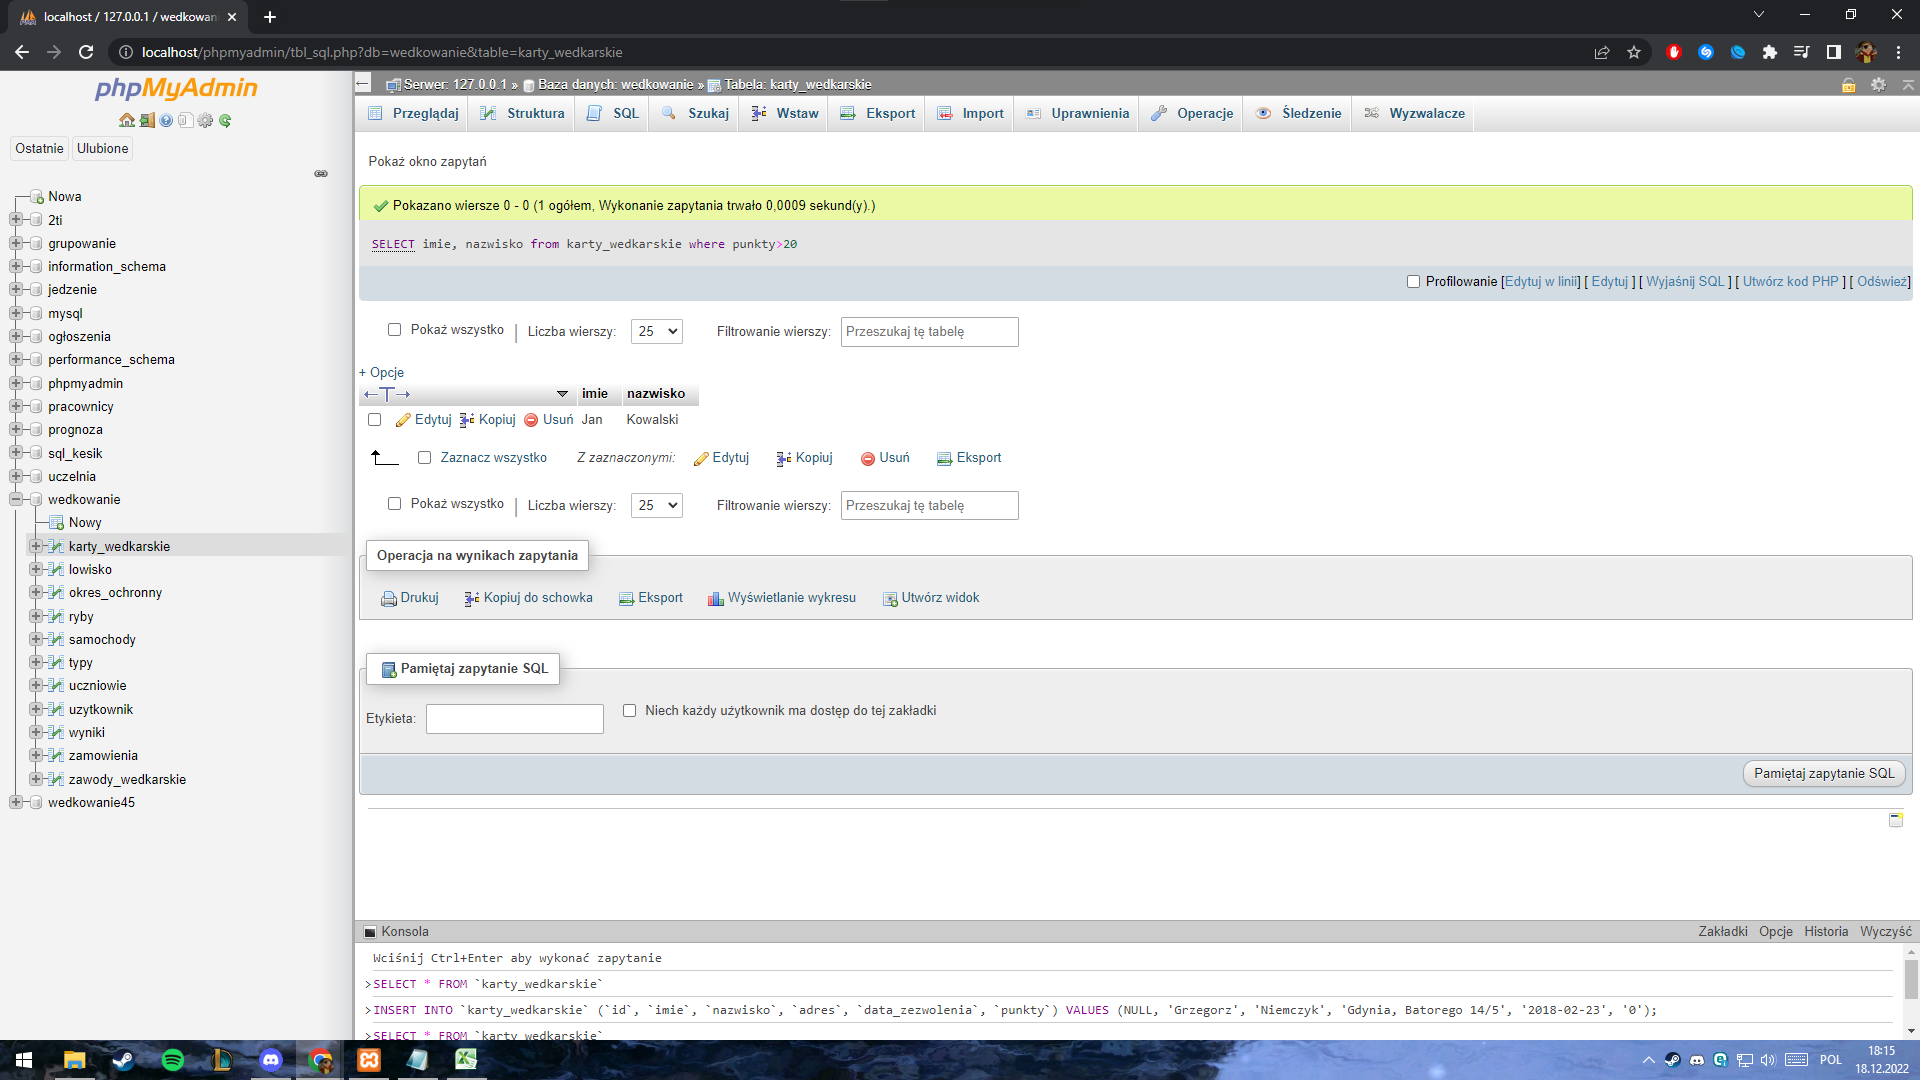 localhost / 127.0.0.1 / wedkowan
localhost/phpmyadmin/tbl_sql.php?db=wedkowanie&table=karty_wedkarskie
phpMyAdmin
Ostatnie Ulubione
Nowa
2ti
grupowanie
information_schema
jedzenie
mysql
ogłoszenia
performance_schema
phpmyadmin
pracownicy
prognoza
sql_kesik
uczelnia
wedkowanie
Nowy
karty_wedkarskie
lowisko
okres_ochronny
ryby
samochody
typy
uczniowie
uzytkownik
wyniki
zamowienia
zawody_wedkarskie
wedkowanie45
Serwer: 127.0.0.1 » Baza danych: wedkowanie » Tabela: karty_wedkarskie
Przeglądaj Struktura SQL Szukaj Wstaw Eksport Import Uprawnienia Operacje Śledzenie Wyzwalacze
Pokaż okno zapytań
Pokazano wiersze 0 - 0 (1 ogółem, Wykonanie zapytania trwało 0,0009 sekund(y).)
SELECT imie, nazwisko from karty_wedkarskie where punkty>20
Profilowanie [Edytuj w linii] [ Edytuj ] [ Wyjaśnij SQL ] [ Utwórz kod PHP ] [ Odśwież]
Pokaż wszystko | Liczba wierszy: 25 Filtrowanie wierszy: Przeszukaj tę tabelę
+ Opcje
←T→ imie nazwisko
Edytuj Kopiuj Usuń Jan Kowalski
Zaznacz wszystko Z zaznaczonymi: Edytuj Kopiuj Usuń Eksport
Pokaż wszystko | Liczba wierszy: 25 Filtrowanie wierszy: Przeszukaj tę tabelę
Operacja na wynikach zapytania
Drukuj Kopiuj do schowka Eksport Wyświetlanie wykresu Utwórz widok
Pamiętaj zapytanie SQL
Etykieta: Niech każdy użytkownik ma dostęp do tej zakładki
Pamiętaj zapytanie SQL
Konsola Zakładki Opcje Historia Wyczyść
Wciśnij Ctrl+Enter aby wykonać zapytanie
>SELECT * FROM `karty_wedkarskie`
>INSERT INTO `karty_wedkarskie` (`id`, `imie`, `nazwisko`, `adres`, `data_zezwolenia`, `punkty`) VALUES (NULL, 'Grzegorz', 'Niemczyk', 'Gdynia, Batorego 14/5', '2018-02-23', '0');
>SELECT * FROM `karty_wedkarskie`
POL 18:15
18.12.2022